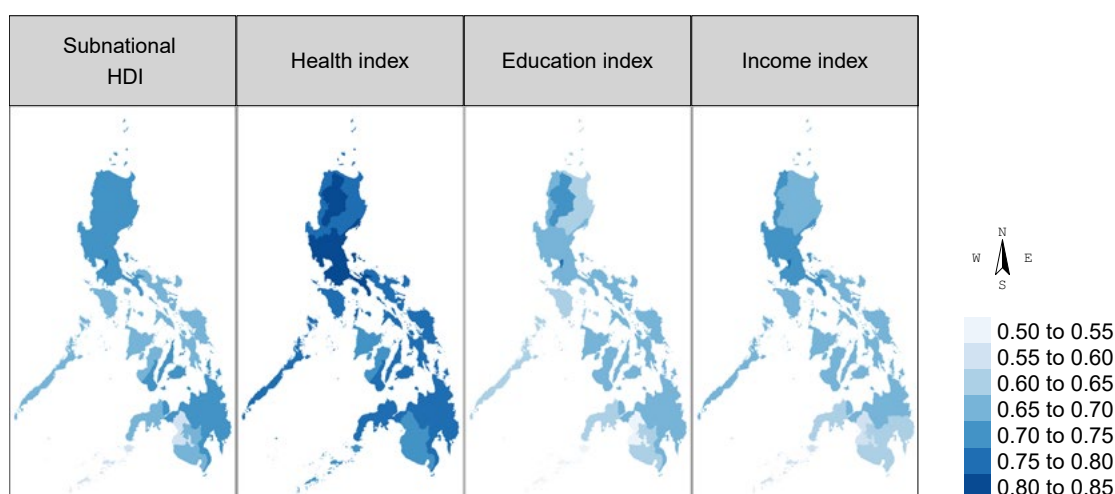 Subnational
HDI
Health index
Education index
Income index
N
W E
S
0.50 to 0.55
0.55 to 0.60
0.60 to 0.65
0.65 to 0.70
0.70 to 0.75
0.75 to 0.80
0.80 to 0.85